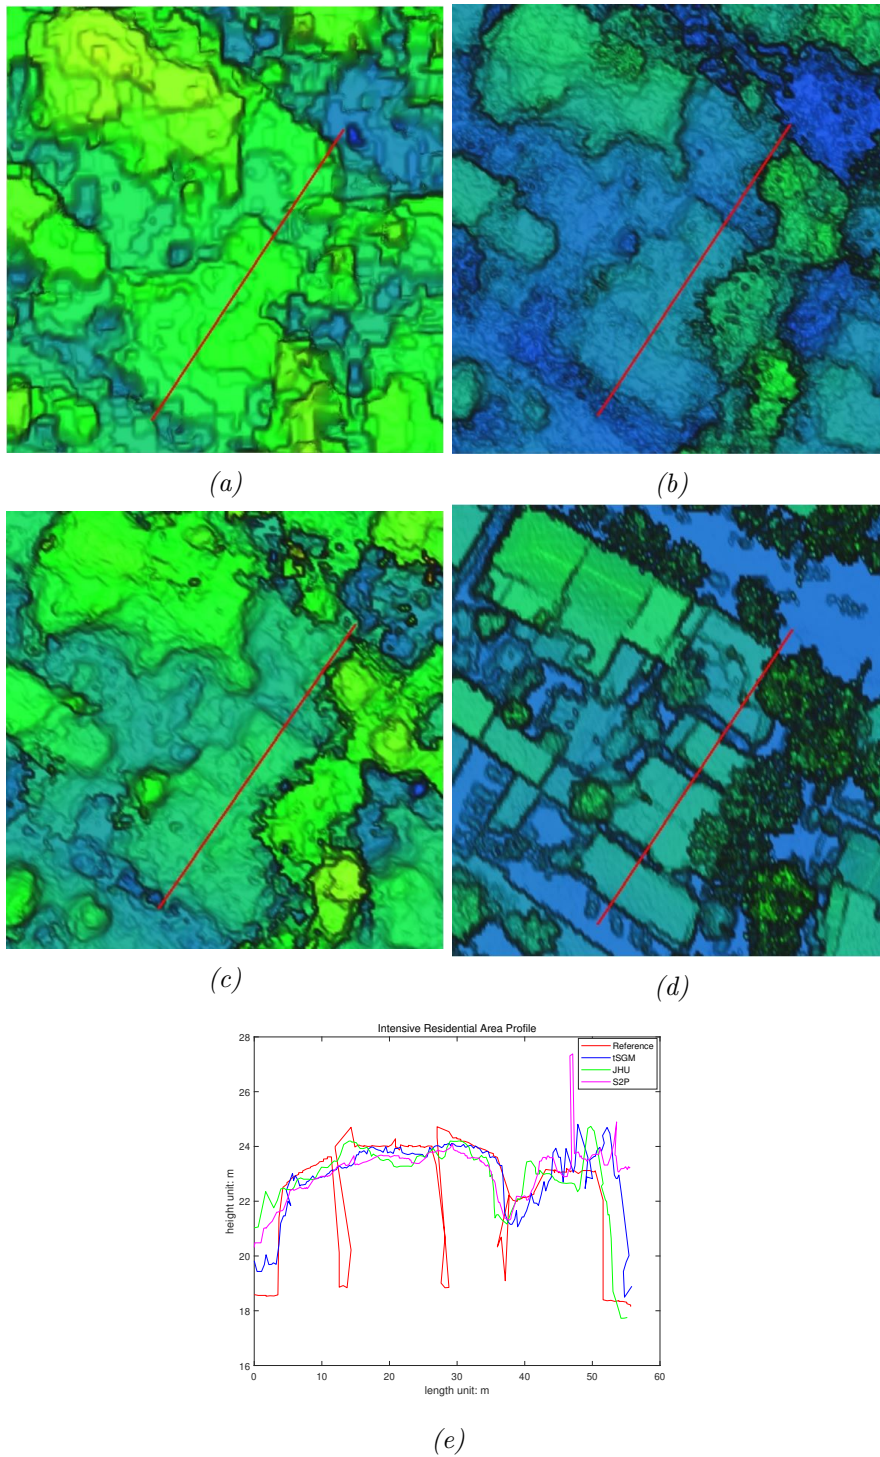 (a)
(b)
(c)
(d)
Intensive Residential Area Profile
28
26
24
22
20
18
16
height unit: m
Reference
tSGM
JHU
S2P
0
10
20
30
40
50
60
length unit: m
(e)